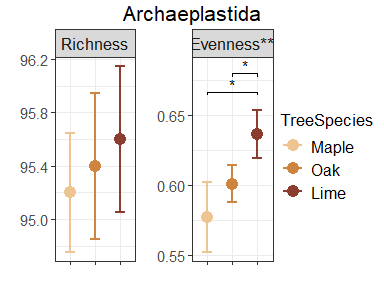 Archaeplastida
Richness
Evenness**
96.2
95.8
95.4
95.0
0.65
0.60
0.55
*
*
TreeSpecies
Maple
Oak
Lime